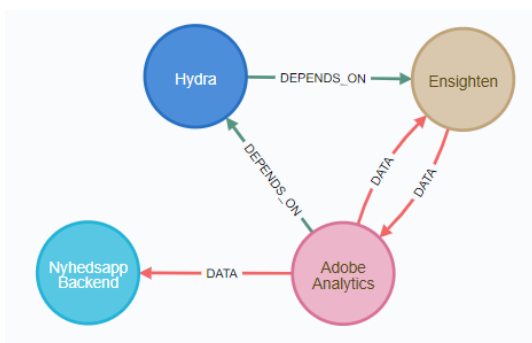 Hydra
DEPENDS_ON
Ensighten
DEPENDS_ON
DATA
DATA
Nyhedsapp
Backend
DATA
Adobe
Analytics